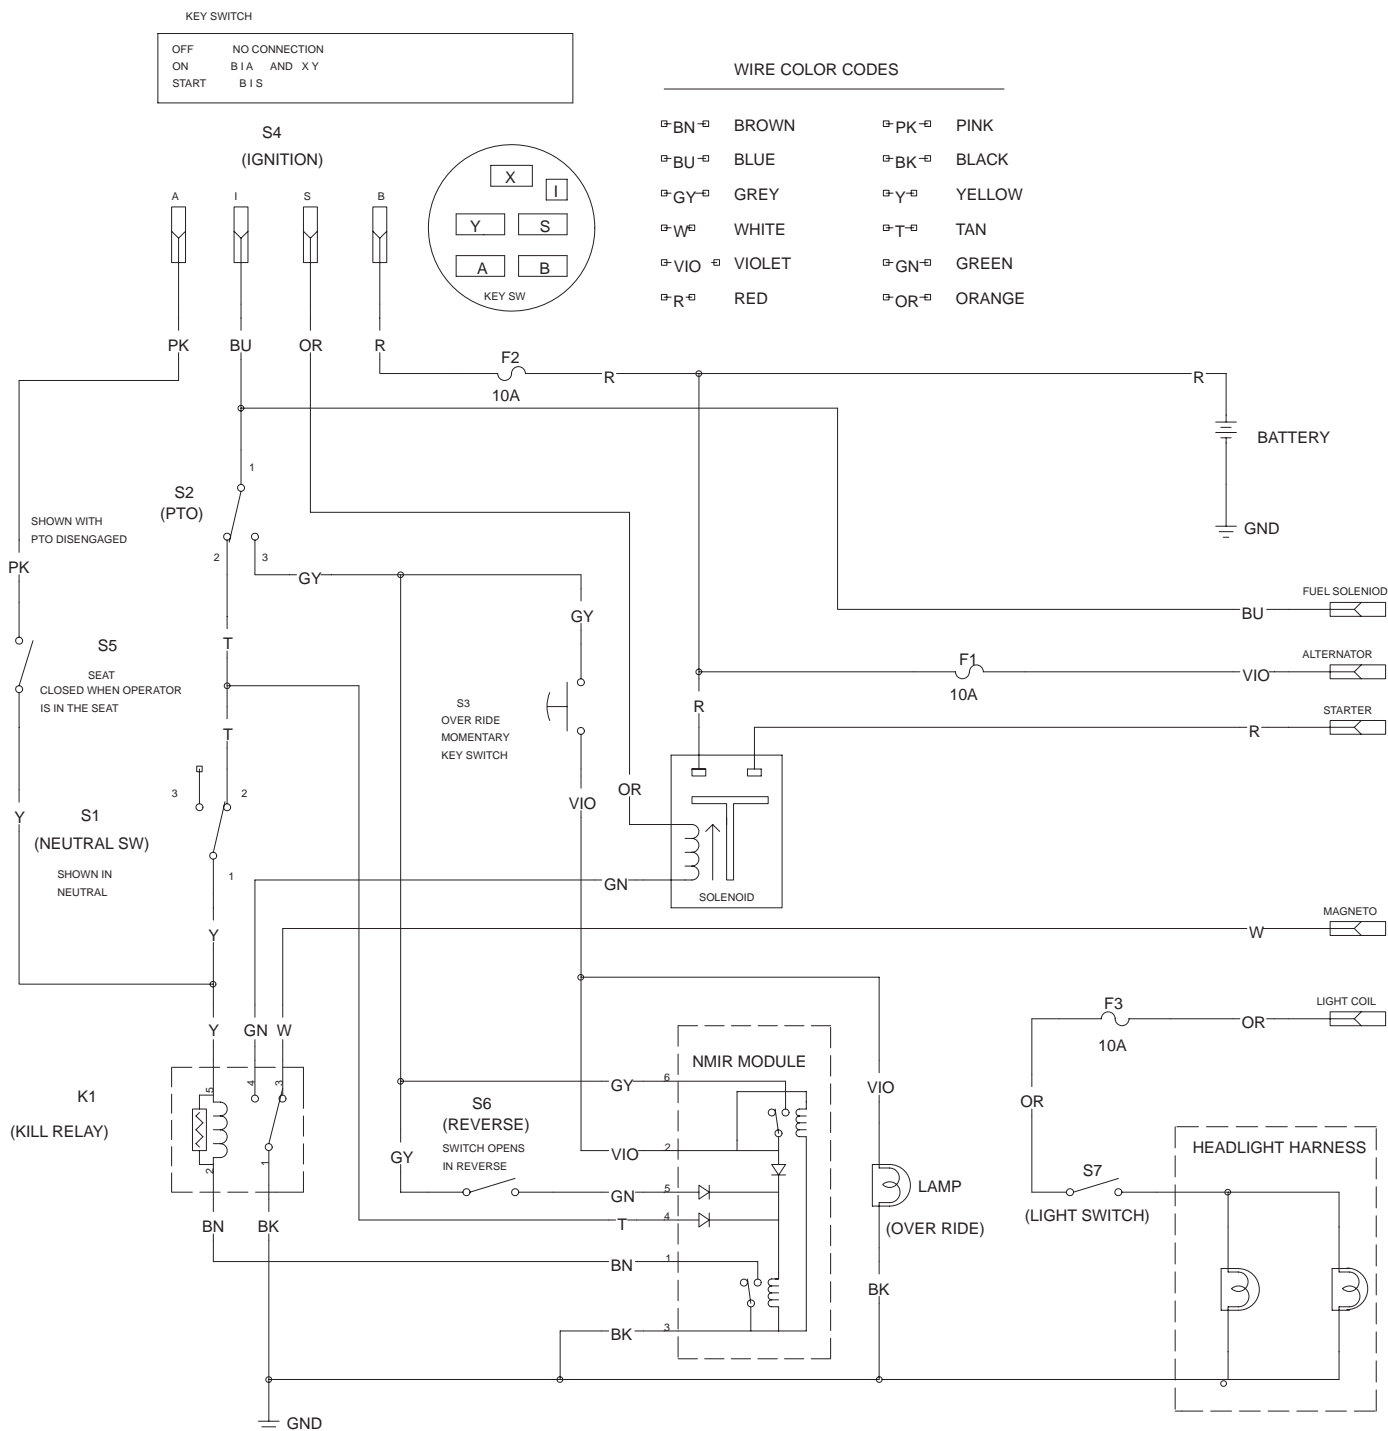 KEY SWITCH
OFF NO CONNECTION
ON B I A AND X Y
START B I S
WIRE COLOR CODES
BN BROWN PK PINK
BU BLUE BK BLACK
GY GREY Y YELLOW
W WHITE T TAN
VIO VIOLET GN GREEN
R RED OR ORANGE
S4
(IGNITION)
A I S B
X
I
Y S
A B
KEY SW
PK BU OR R
F2
10A
R
R
BATTERY
GND
1
S2
(PTO)
SHOWN WITH
PTO DISENGAGED
2 3
PK
GY
GY
FUEL SOLENIOD
BU
T
S5
SEAT
CLOSED WHEN OPERATOR
IS IN THE SEAT
F1
10A
ALTERNATOR
VIO
S3
OVER RIDE
MOMENTARY
KEY SWITCH
R
STARTER
R
T
3 2
Y
S1
(NEUTRAL SW)
SHOWN IN
NEUTRAL
1
VIO
OR
GN
SOLENOID
Y
MAGNETO
W
Y GN W
F3
10A
LIGHT COIL
OR
NMIR MODULE
K1
(KILL RELAY)
5 4 3
2 1
GY 6
S6
(REVERSE)
SWITCH OPENS
IN REVERSE
GY
VIO 2
GN 5
T 4
BN 1
BK 3
VIO
LAMP
(OVER RIDE)
BK
OR
S7
(LIGHT SWITCH)
HEADLIGHT HARNESS
BN BK
GND